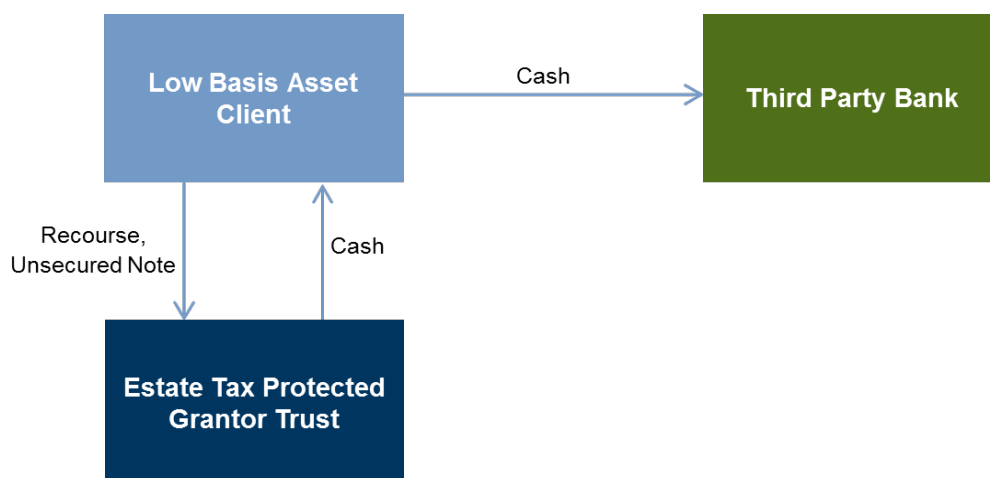 Low Basis Asset
Client
Cash
Third Party Bank
Recourse,
Unsecured Note
Cash
Estate Tax Protected
Grantor Trust